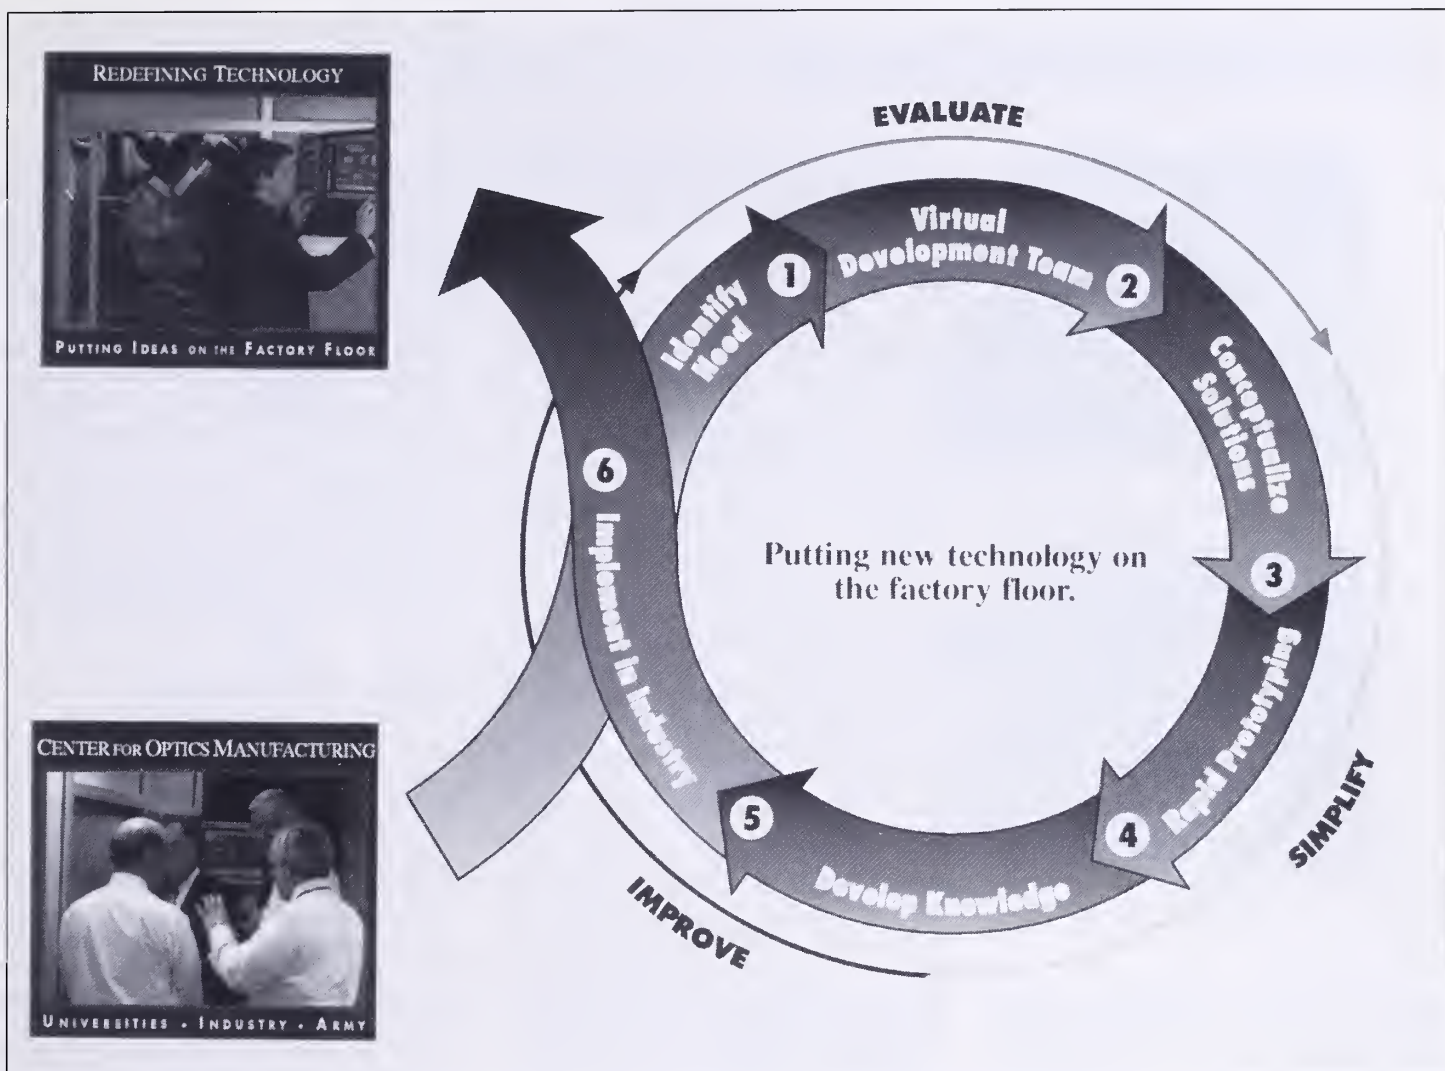 REDEFINING TECHNOLOGY
PUTTING IDEAS ON THE FACTORY FLOOR
EVALUATE
1
Identify
Need
2
Virtual
Development Team
3
Conceptualize
Solutions
Putting new technology on
the factory floor.
4
Rapid Prototyping
SIMPLIFY
5
Develop Knowledge
6
Implement in Industry
IMPROVE
CENTER FOR OPTICS MANUFACTURING
UNIVERSITIES • INDUSTRY • ARMY